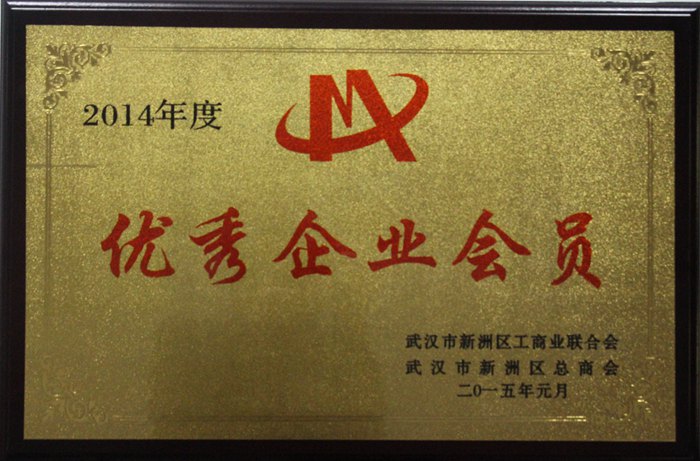 2014年度
优秀企业会员
武汉市新洲区工商业联合会
武汉市新洲区总商会
二〇一五年元月